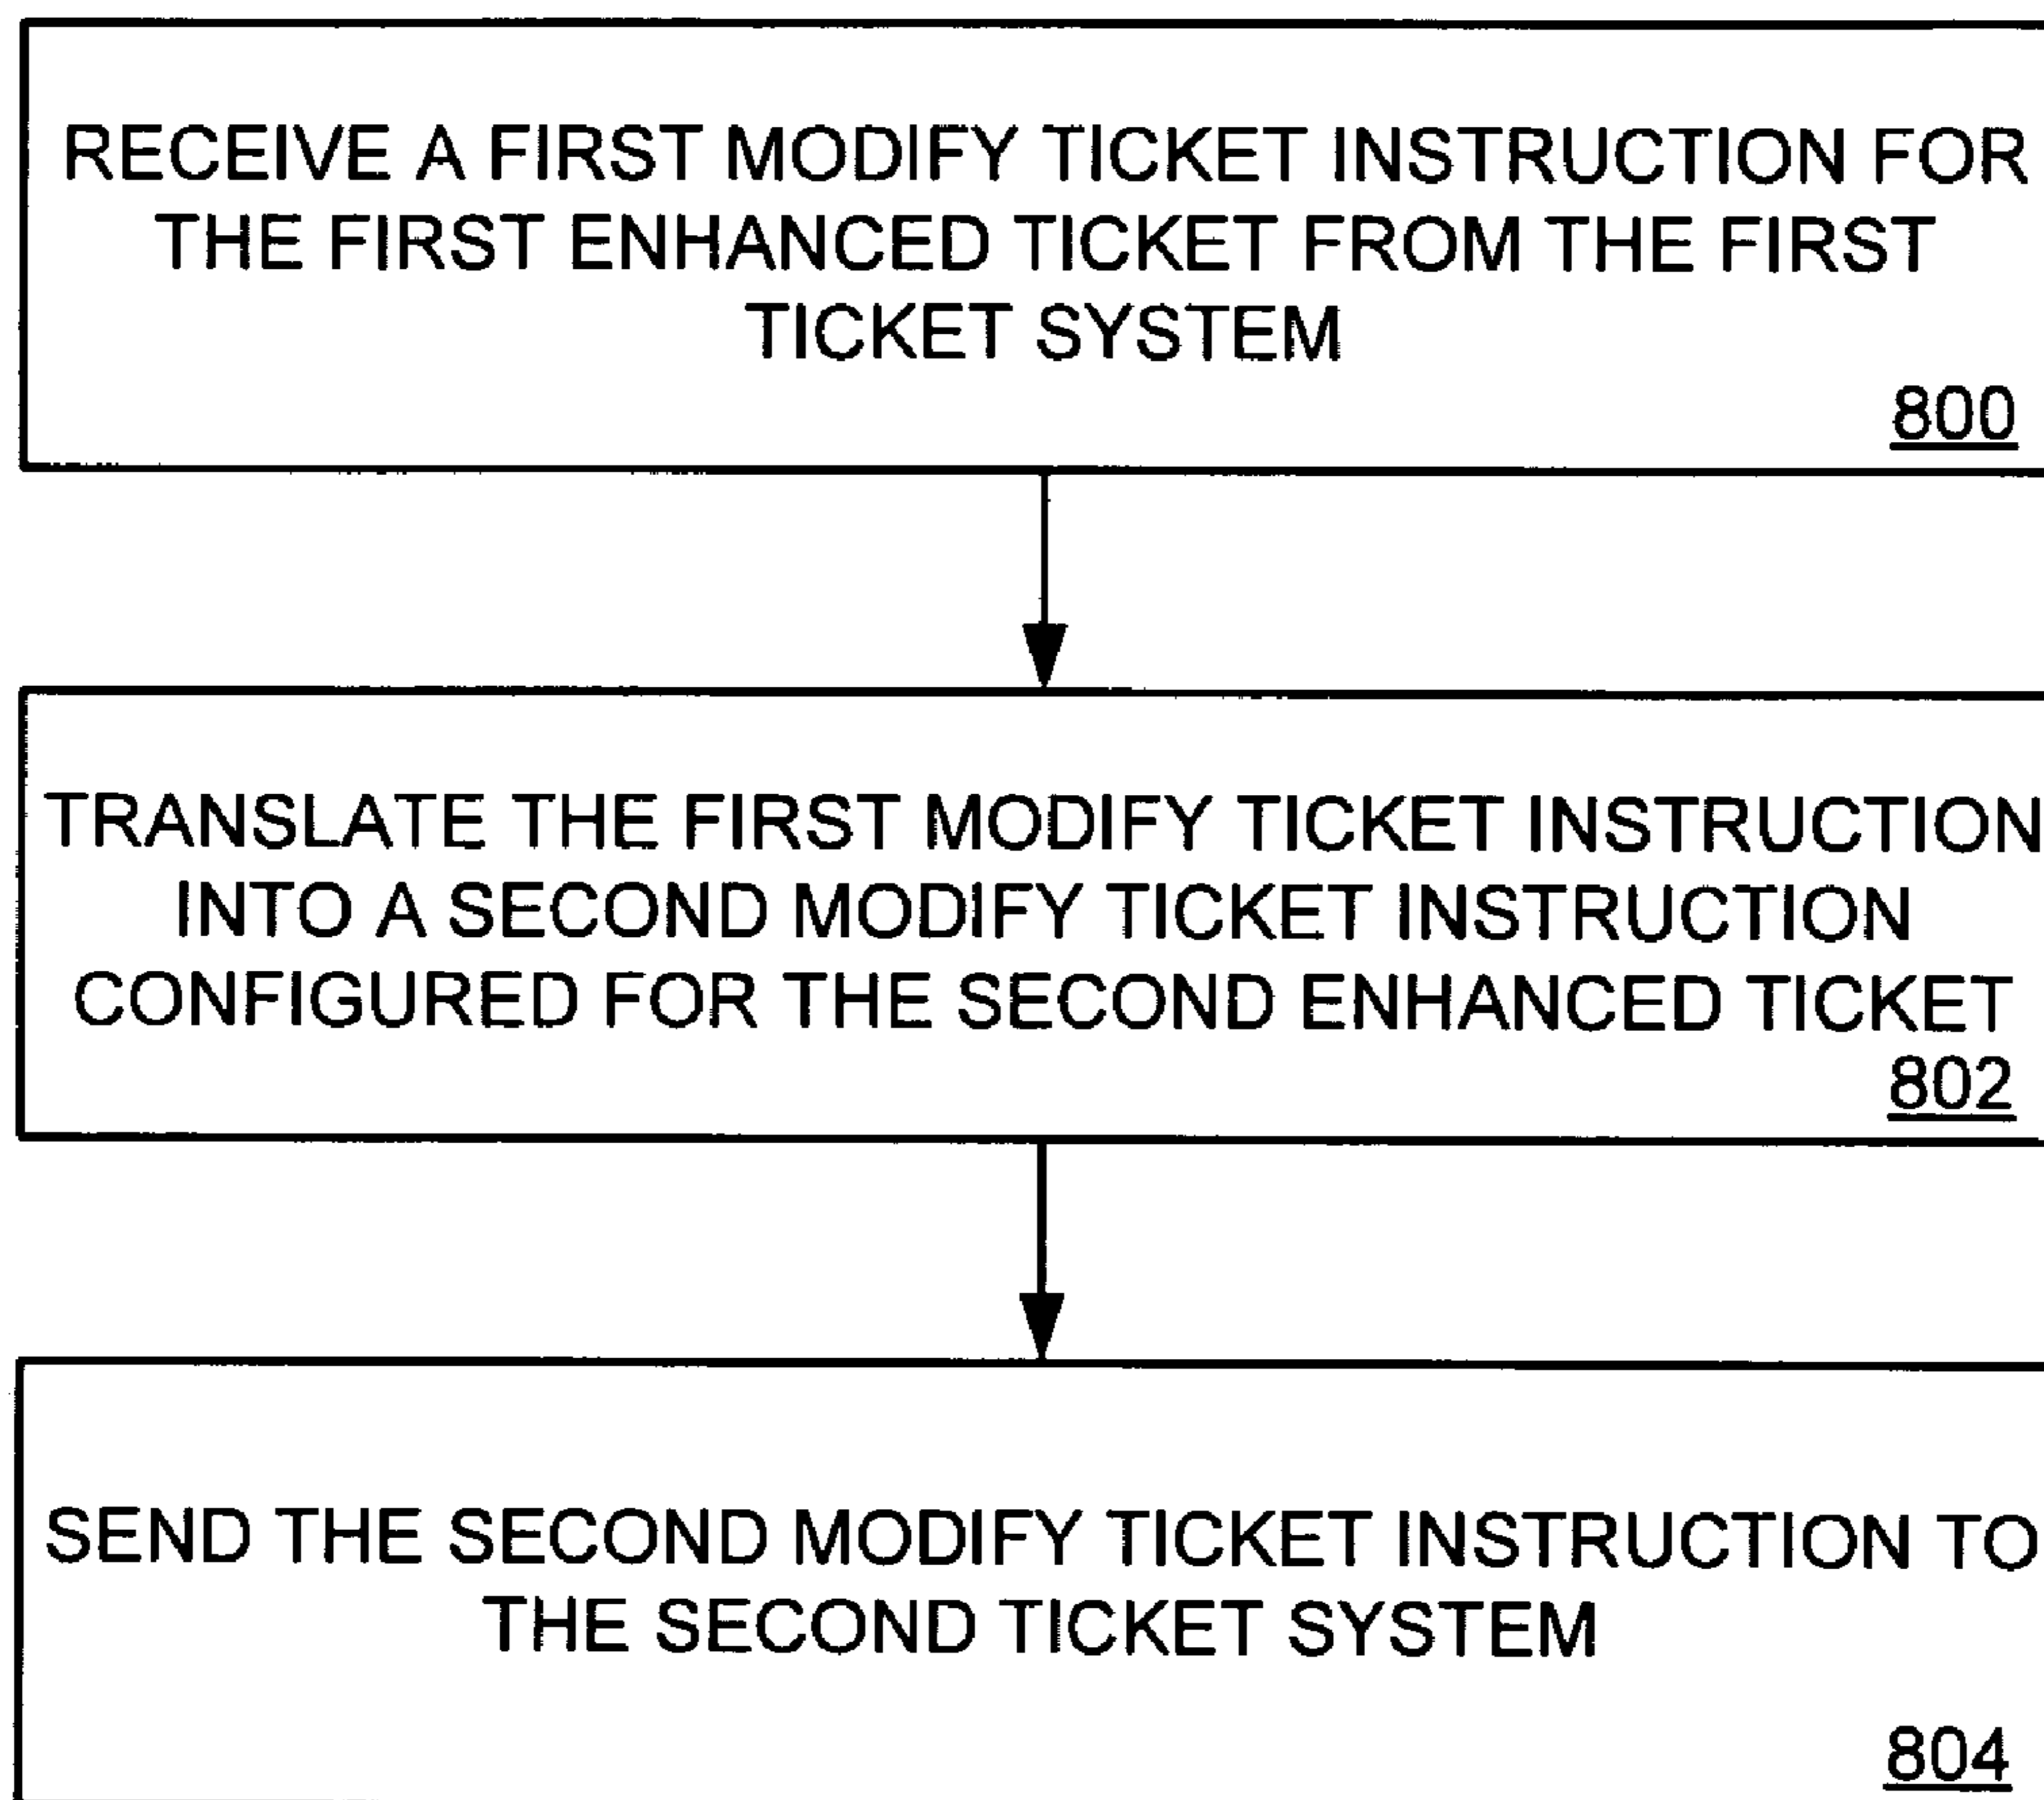 RECEIVE A FIRST MODIFY TICKET INSTRUCTION FOR
THE FIRST ENHANCED TICKET FROM THE FIRST
TICKET SYSTEM
800
TRANSLATE THE FIRST MODIFY TICKET INSTRUCTION
INTO A SECOND MODIFY TICKET INSTRUCTION
CONFIGURED FOR THE SECOND ENHANCED TICKET
802
SEND THE SECOND MODIFY TICKET INSTRUCTION TO
THE SECOND TICKET SYSTEM
804